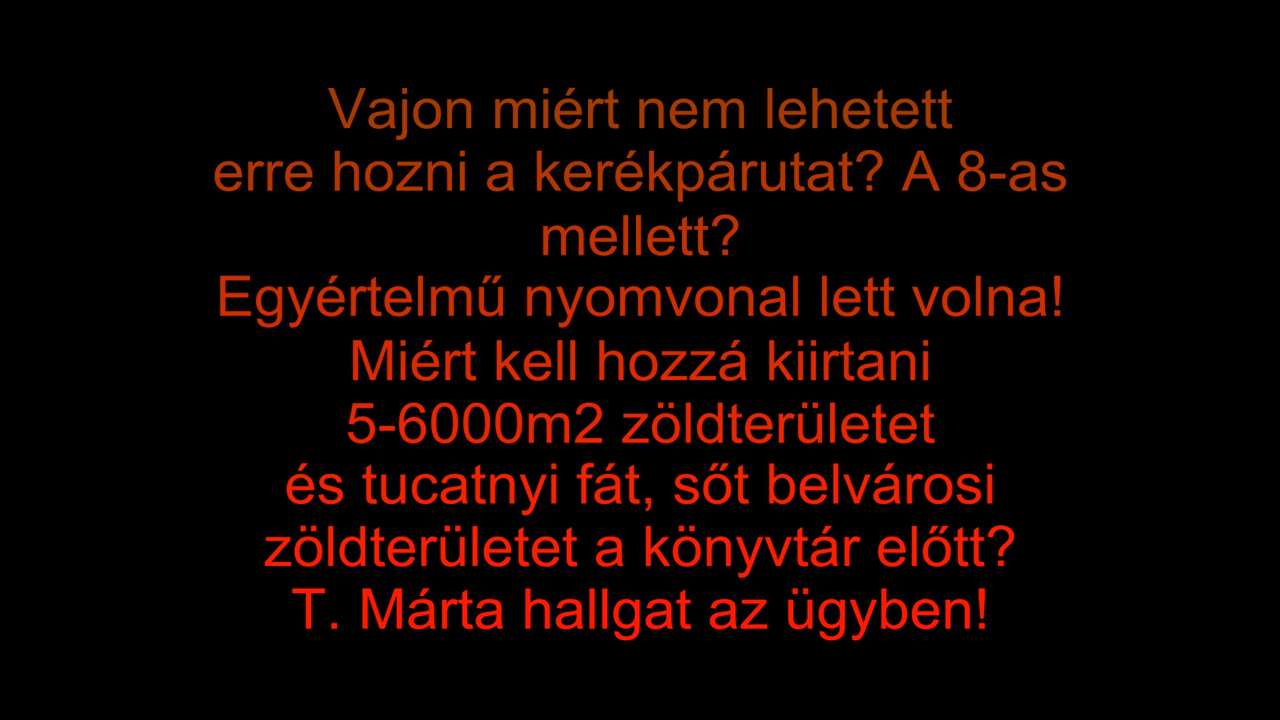 Vajon miért nem lehetett
erre hozni a kerékpárutat? A 8-as
mellett?
Egyértelmű nyomvonal lett volna!
Miért kell hozzá kiirtani
5-6000m2 zöldterületet
és tucatnyi fát, sőt belvárosi
zöldterületet a könyvtár előtt?
T. Márta hallgat az ügyben!